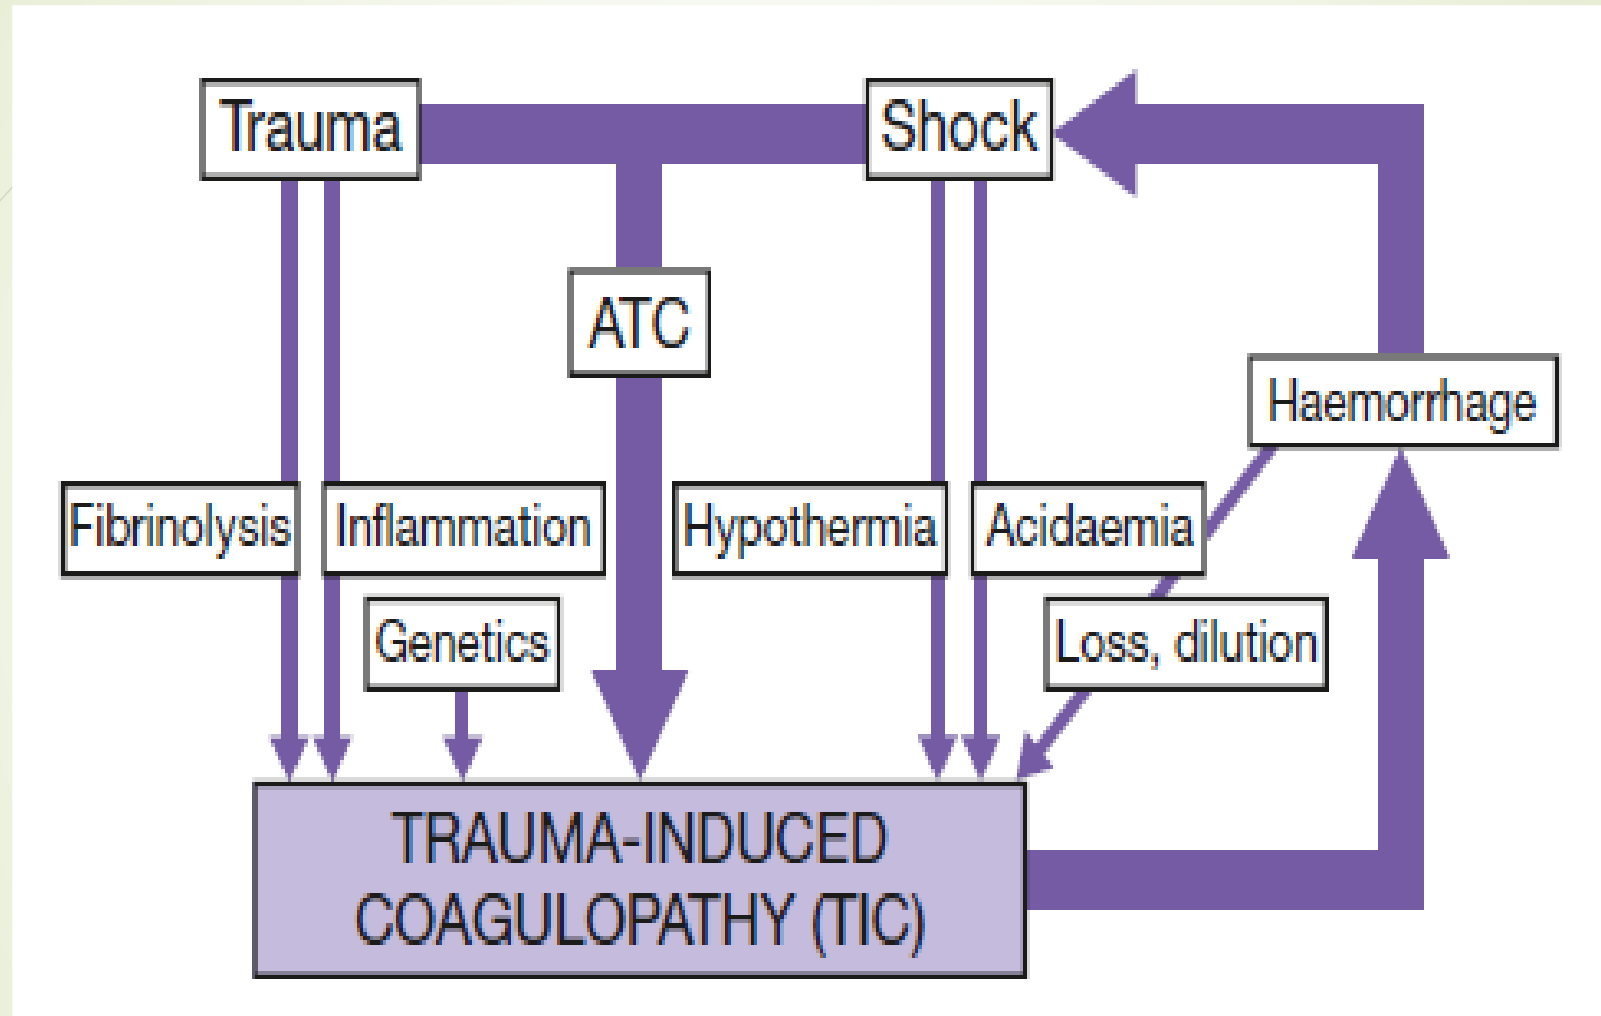 Trauma
Shock
ATC
Haemorrhage
Fibrinolysis
Inflammation
Hypothermia
Acidaemia
Genetics
Loss, dilution
TRAUMA-INDUCED
COAGULOPATHY (TIC)